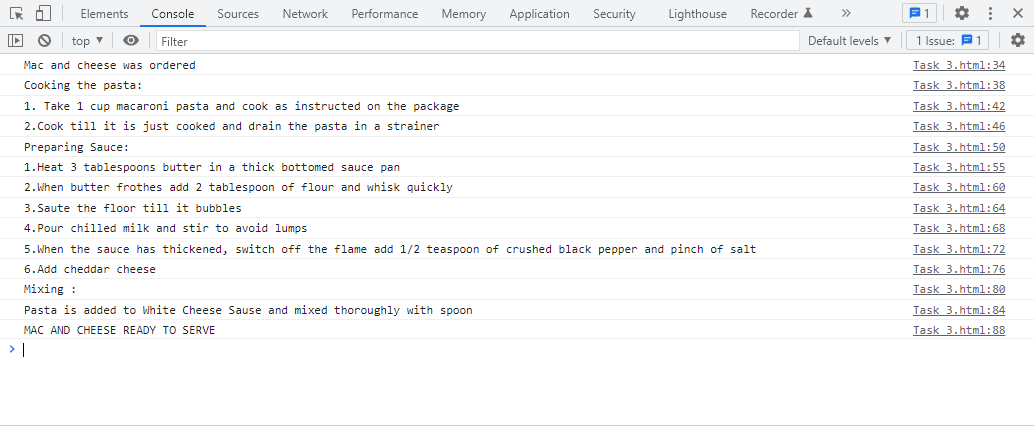 Elements Console Sources Network Performance Memory Application Security Lighthouse Recorder 1
top Filter Default levels 1 Issue: 1
Mac and cheese was ordered Task 3.html:34
Cooking the pasta: Task 3.html:38
1. Take 1 cup macaroni pasta and cook as instructed on the package Task 3.html:42
2.Cook till it is just cooked and drain the pasta in a strainer Task 3.html:46
Preparing Sauce: Task 3.html:50
1.Heat 3 tablespoons butter in a thick bottomed sauce pan Task 3.html:55
2.When butter frothes add 2 tablespoon of flour and whisk quickly Task 3.html:60
3.Saute the floor till it bubbles Task 3.html:64
4.Pour chilled milk and stir to avoid lumps Task 3.html:68
5.When the sauce has thickened, switch off the flame add 1/2 teaspoon of crushed black pepper and pinch of salt Task 3.html:72
6.Add cheddar cheese Task 3.html:76
Mixing : Task 3.html:80
Pasta is added to White Cheese Sause and mixed thoroughly with spoon Task 3.html:84
MAC AND CHEESE READY TO SERVE Task 3.html:88